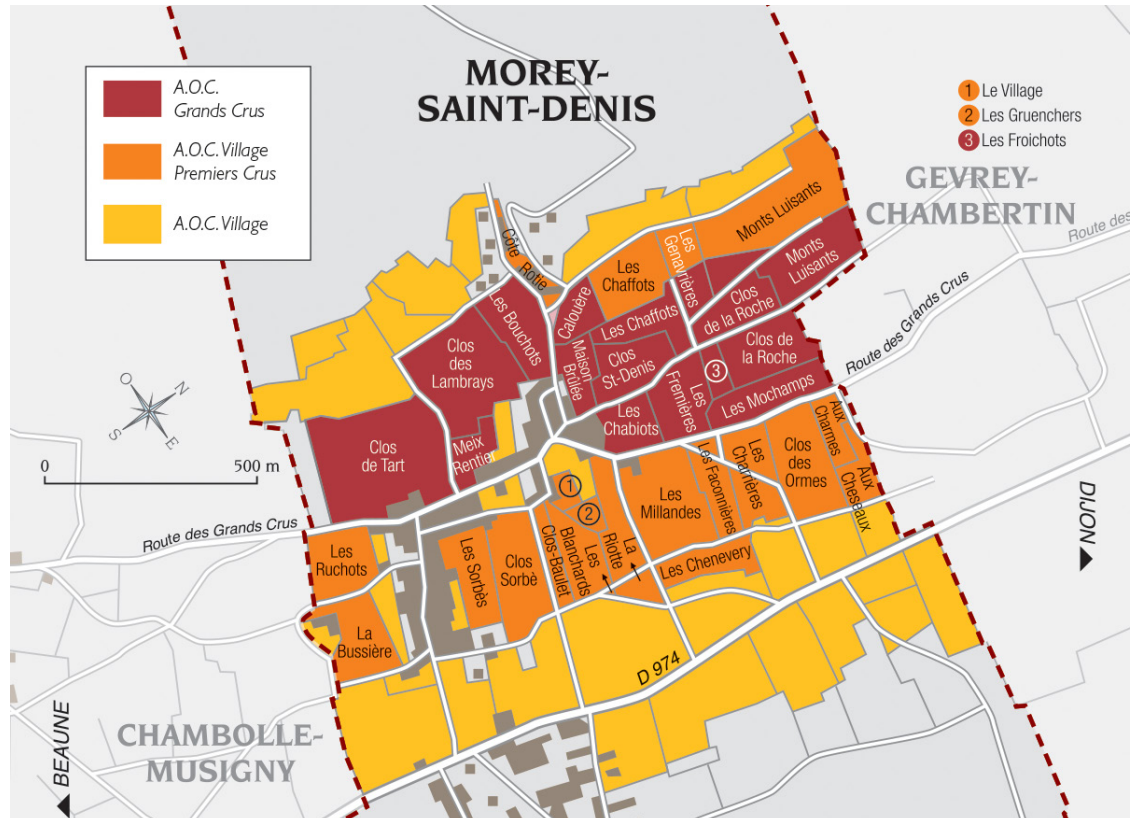 MOREY-
SAINT-DENIS
A.O.C.
Grands Crus
A.O.C. Village
Premiers Crus
A.O.C. Village
1 Le Village
2 Les Gruenchers
3 Les Froichots
GEVREY-
CHAMBERTIN
Route des
Route des Grands Crus
Côte
Rotie
Les
Chaffots
Les
Genavrières
Monts Luisants
Monts
Luisants
Les Bouchots
Calouère
Les Chaffots
Clos
de la Roche
Clos
des
Lambrays
Maison
Brûlée
Clos
St-Denis
Les
Fremières
3
Clos de
la Roche
Les Mochamps
Les
Chabiots
Route des Grands Crus
O
N
S
E
0
500 m
Clos
de Tart
Meix
Rentier
Aux
Charmes
Aux
Cheseaux
Clos
des
Ormes
Les
Charrières
Les Faconnières
Les
Millandes
1
2
La
Riotte
Les
Blanchards
Clos-Baulet
Clos
Sorbè
Les Sorbès
Les Chenevery
Route des Grands Crus
Les
Ruchots
La
Bussière
D 974
DIJON
CHAMBOLLE-
MUSIGNY
BEAUNE